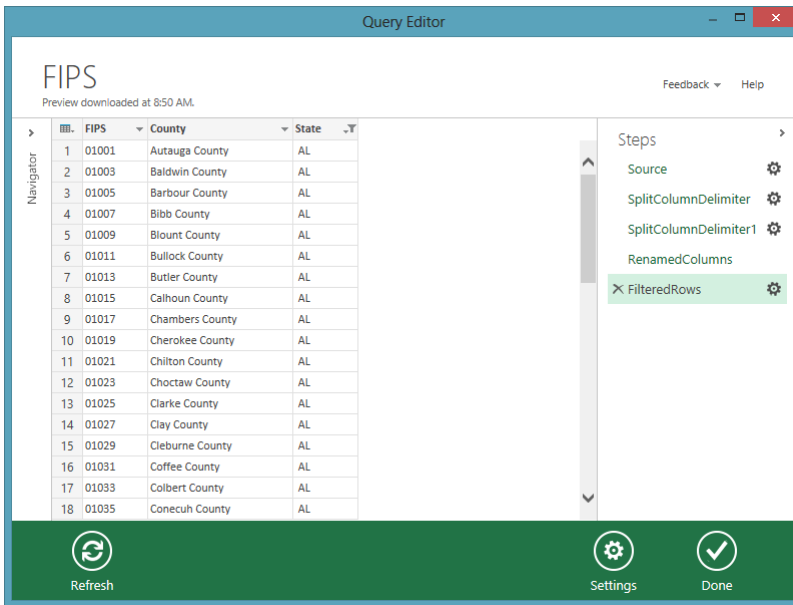 Query Editor
FIPS
Preview downloaded at 8:50 AM.
Feedback Help
Navigator
FIPS County State
1 01001 Autauga County AL
2 01003 Baldwin County AL
3 01005 Barbour County AL
4 01007 Bibb County AL
5 01009 Blount County AL
6 01011 Bullock County AL
7 01013 Butler County AL
8 01015 Calhoun County AL
9 01017 Chambers County AL
10 01019 Cherokee County AL
11 01021 Chilton County AL
12 01023 Choctaw County AL
13 01025 Clarke County AL
14 01027 Clay County AL
15 01029 Cleburne County AL
16 01031 Coffee County AL
17 01033 Colbert County AL
18 01035 Conecuh County AL
Steps
Source
SplitColumnDelimiter
SplitColumnDelimiter1
RenamedColumns
FilteredRows
Refresh
Settings
Done